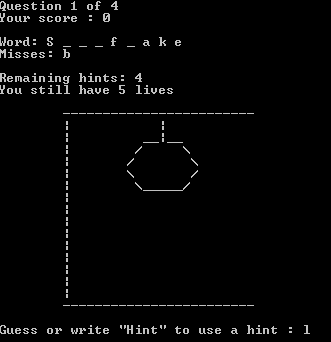 Question 1 of 4
Your score : 0
Word: S _ _ _ f _ a k e
Misses: b
Remaining hints: 4
You still have 5 lives
Guess or write "Hint" to use a hint : l